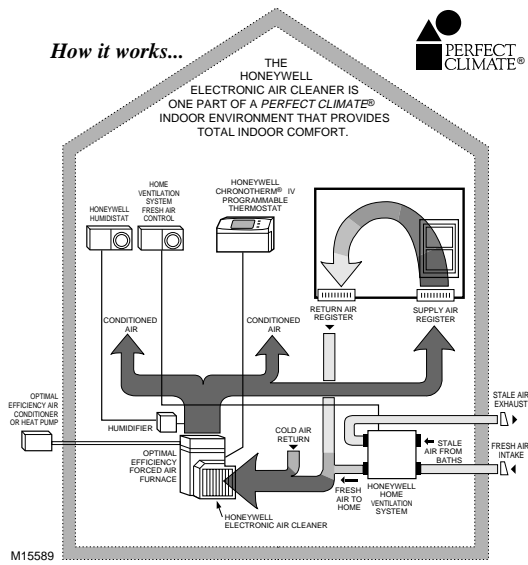 How it works...
PERFECT
CLIMATE®
THE
HONEYWELL
ELECTRONIC AIR CLEANER IS
ONE PART OF A PERFECT CLIMATE®
INDOOR ENVIRONMENT THAT PROVIDES
TOTAL INDOOR COMFORT.
HONEYWELL
HUMIDISTAT
HOME
VENTILATION
SYSTEM
FRESH AIR
CONTROL
HONEYWELL
CHRONOTHERM® IV
PROGRAMMABLE
THERMOSTAT
CONDITIONED
AIR
CONDITIONED
AIR
RETURN AIR
REGISTER
SUPPLY AIR
REGISTER
OPTIMAL
EFFICIENCY AIR
CONDITIONER
OR HEAT PUMP
HUMIDIFIER
OPTIMAL
EFFICIENCY
FORCED AIR
FURNACE
COLD AIR
RETURN
STALE AIR
EXHAUST
STALE
AIR FROM
BATHS
FRESH AIR
INTAKE
FRESH
AIR TO
HOME
HONEYWELL
HOME
VENTILATION
SYSTEM
HONEYWELL
ELECTRONIC AIR CLEANER
M15589